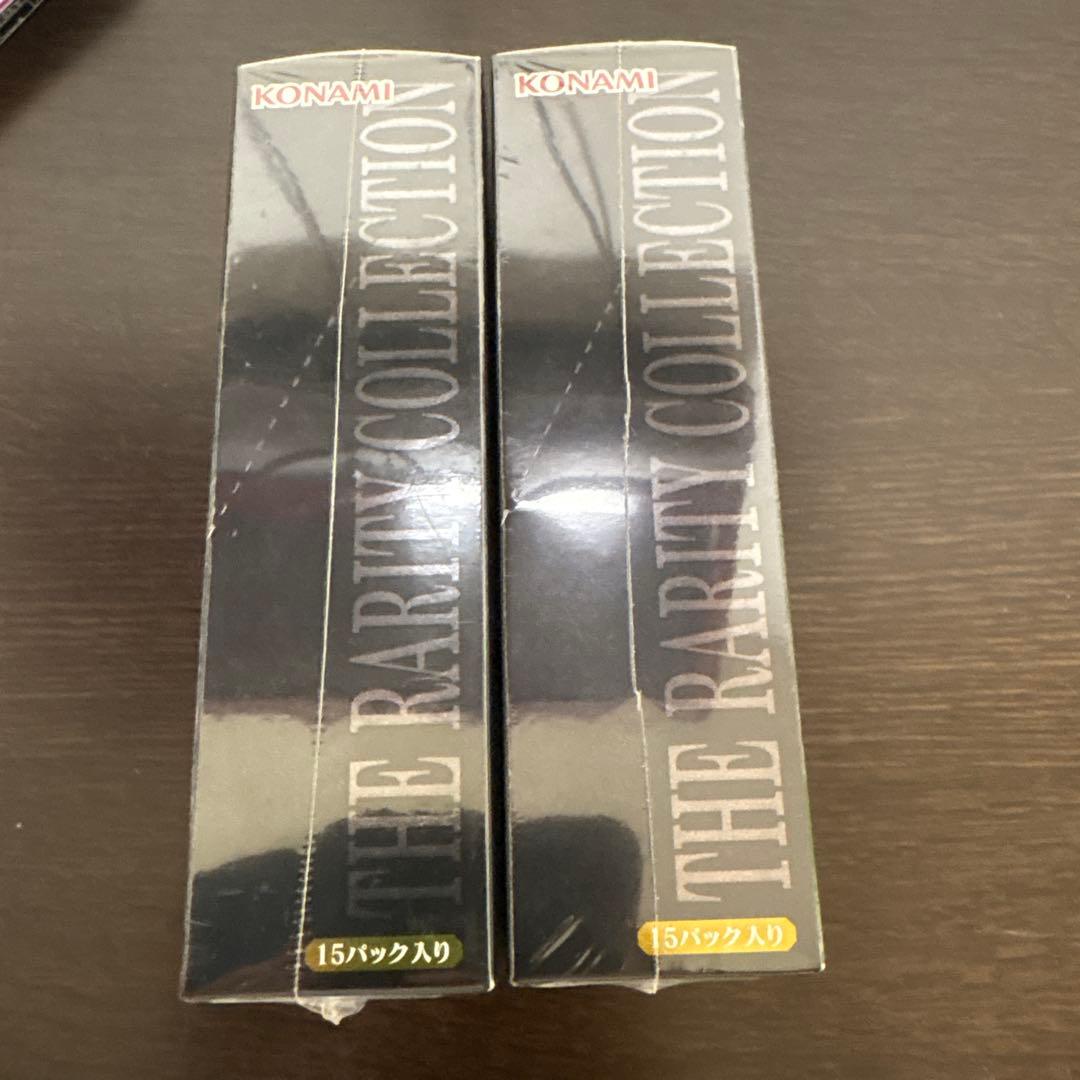 KONAMI
THE RARITY COLLECTION
15パック入り
KONAMI
THE RARITY COLLECTION
15パック入り